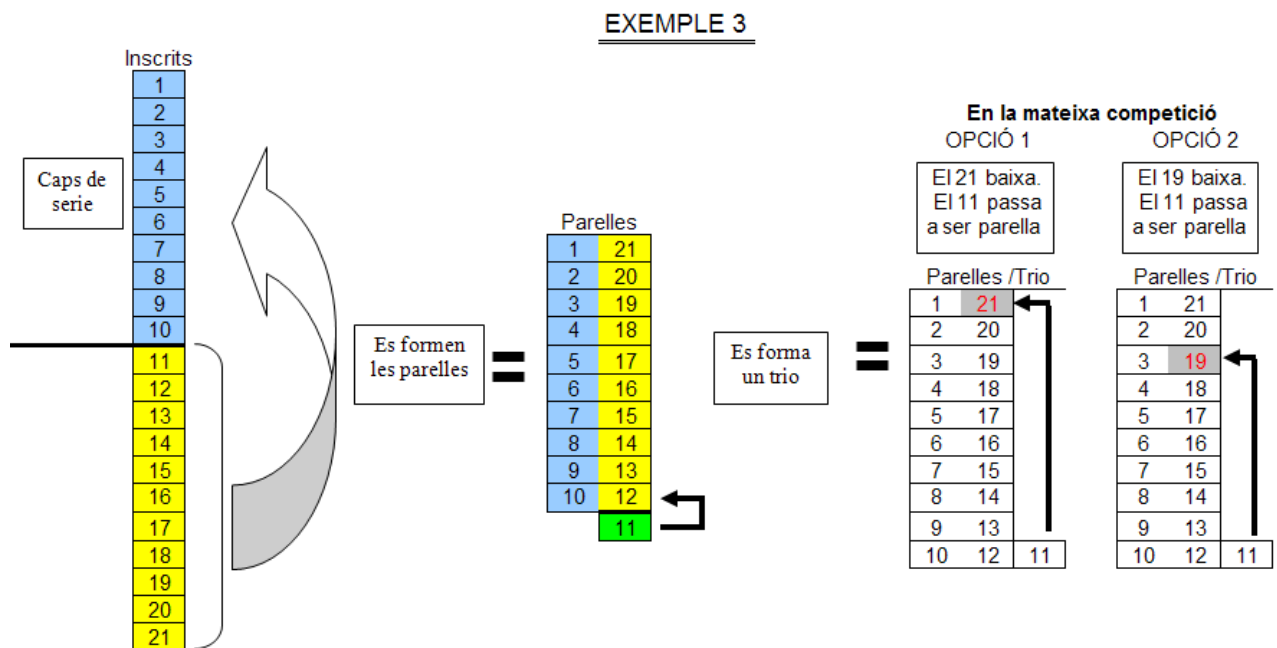 EXEMPLE 3
Inscrits
1
2
3
4
5
6
7
8
9
10
11
12
13
14
15
16
17
18
19
20
21
Caps de
serie
Es formen
les parelles
Parelles
1 21
2 20
3 19
4 18
5 17
6 16
7 15
8 14
9 13
10 12
11
Es forma
un trio
En la mateixa competició
OPCIÓ 1
El 21 baixa.
El 11 passa
a ser parella
Parelles /Trio
1 21
2 20
3 19
4 18
5 17
6 16
7 15
8 14
9 13
10 12 11
OPCIÓ 2
El 19 baixa.
El 11 passa
a ser parella
Parelles /Trio
1 21
2 20
3 19
4 18
5 17
6 16
7 15
8 14
9 13
10 12 11